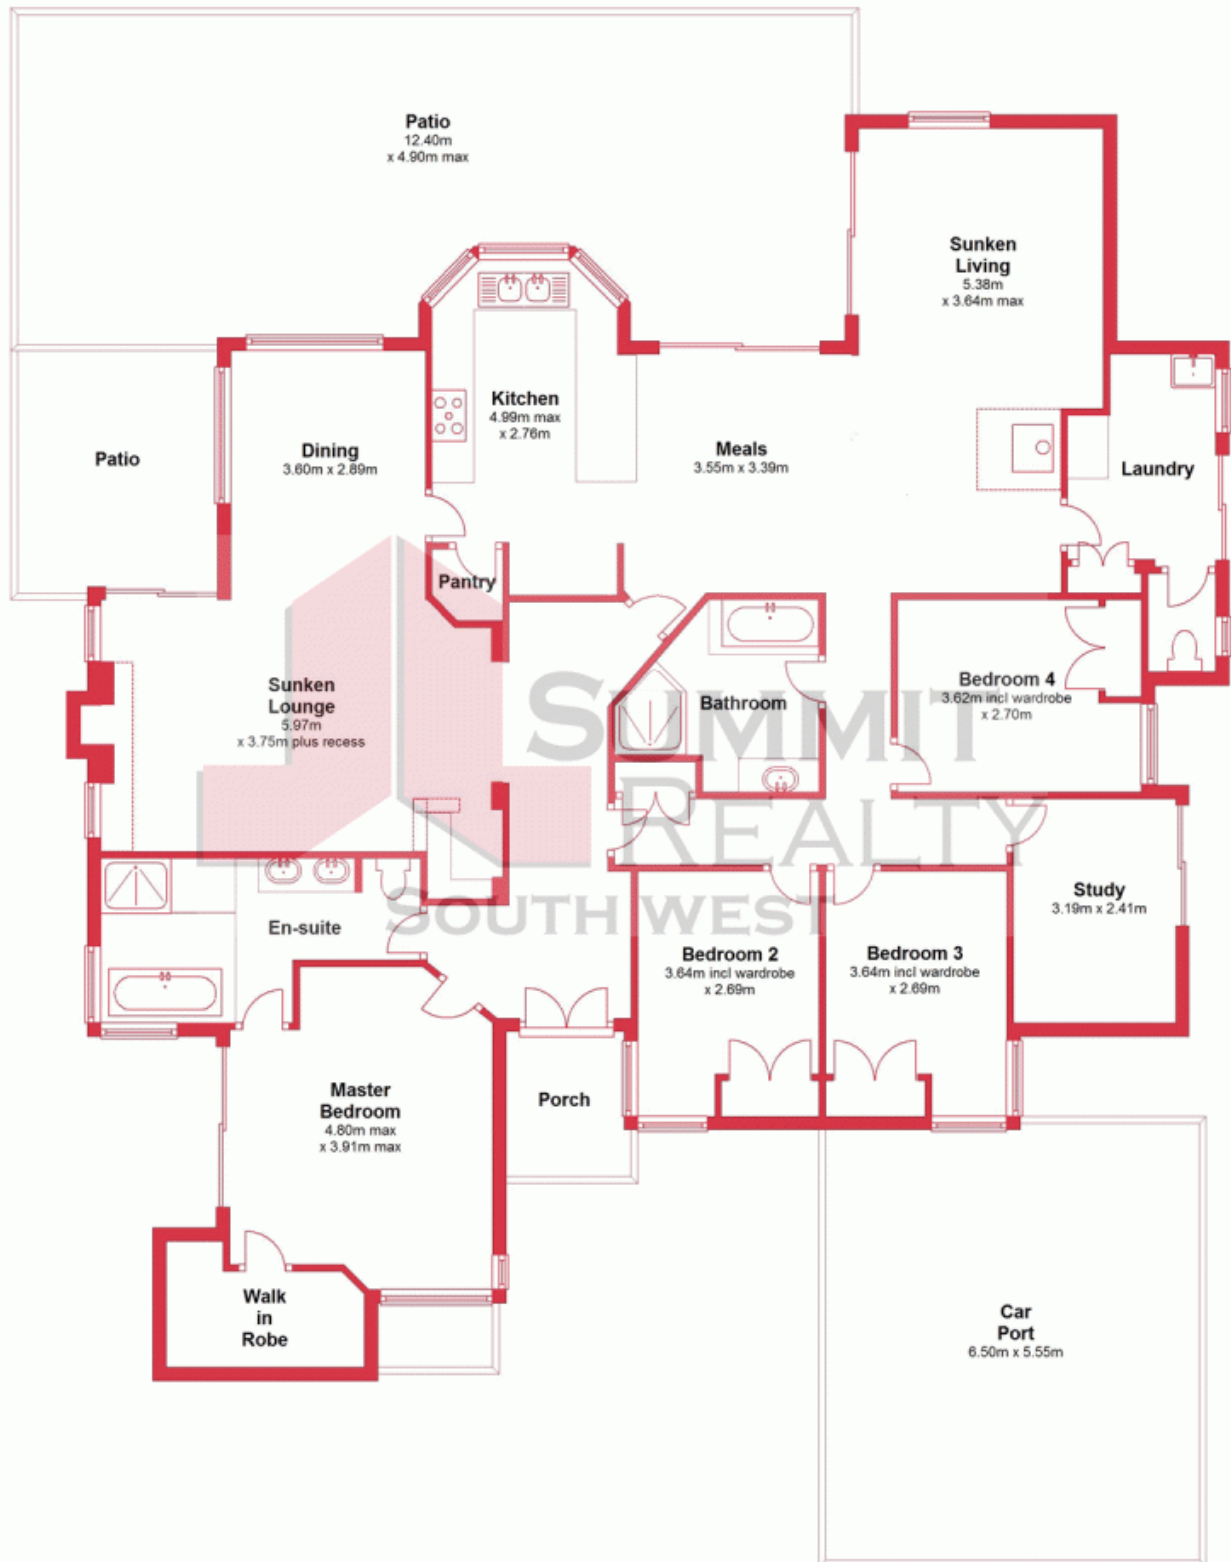 Patio
12.40m
x 4.90m max
Sunken
Living
5.38m
x 3.64m max
Kitchen
4.99m max
x 2.76m
Dining
3.60m x 2.89m
Meals
3.55m x 3.39m
Patio
Laundry
Pantry
Sunken
Lounge
5.97m
x 3.75m plus recess
Bathroom
Bedroom 4
3.62m incl wardrobe
x 2.70m
SUMMIT
REALTY
SOUTH WEST
En-suite
Bedroom 2
3.64m incl wardrobe
x 2.69m
Bedroom 3
3.64m incl wardrobe
x 2.69m
Study
3.19m x 2.41m
Master
Bedroom
4.80m max
x 3.91m max
Porch
Walk
in
Robe
Car
Port
6.50m x 5.55m